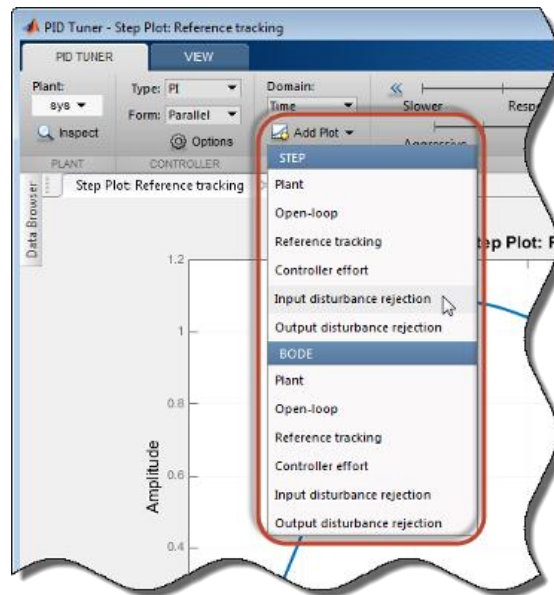 PID Tuner - Step Plot: Reference tracking
PID TUNER
VIEW
Plant:
sys
Inspect
PLANT
Type: PI
Form: Parallel
Options
CONTROLLER
Domain:
Time
Add Plot
Slower
Data Browser
Step Plot: Reference tracking
STEP
Plant
Open-loop
Reference tracking
Controller effort
Input disturbance rejection
Output disturbance rejection
BODE
Plant
Open-loop
Reference tracking
Controller effort
Input disturbance rejection
Output disturbance rejection
1.2
1
0.8
0.6
0.4
Amplitude